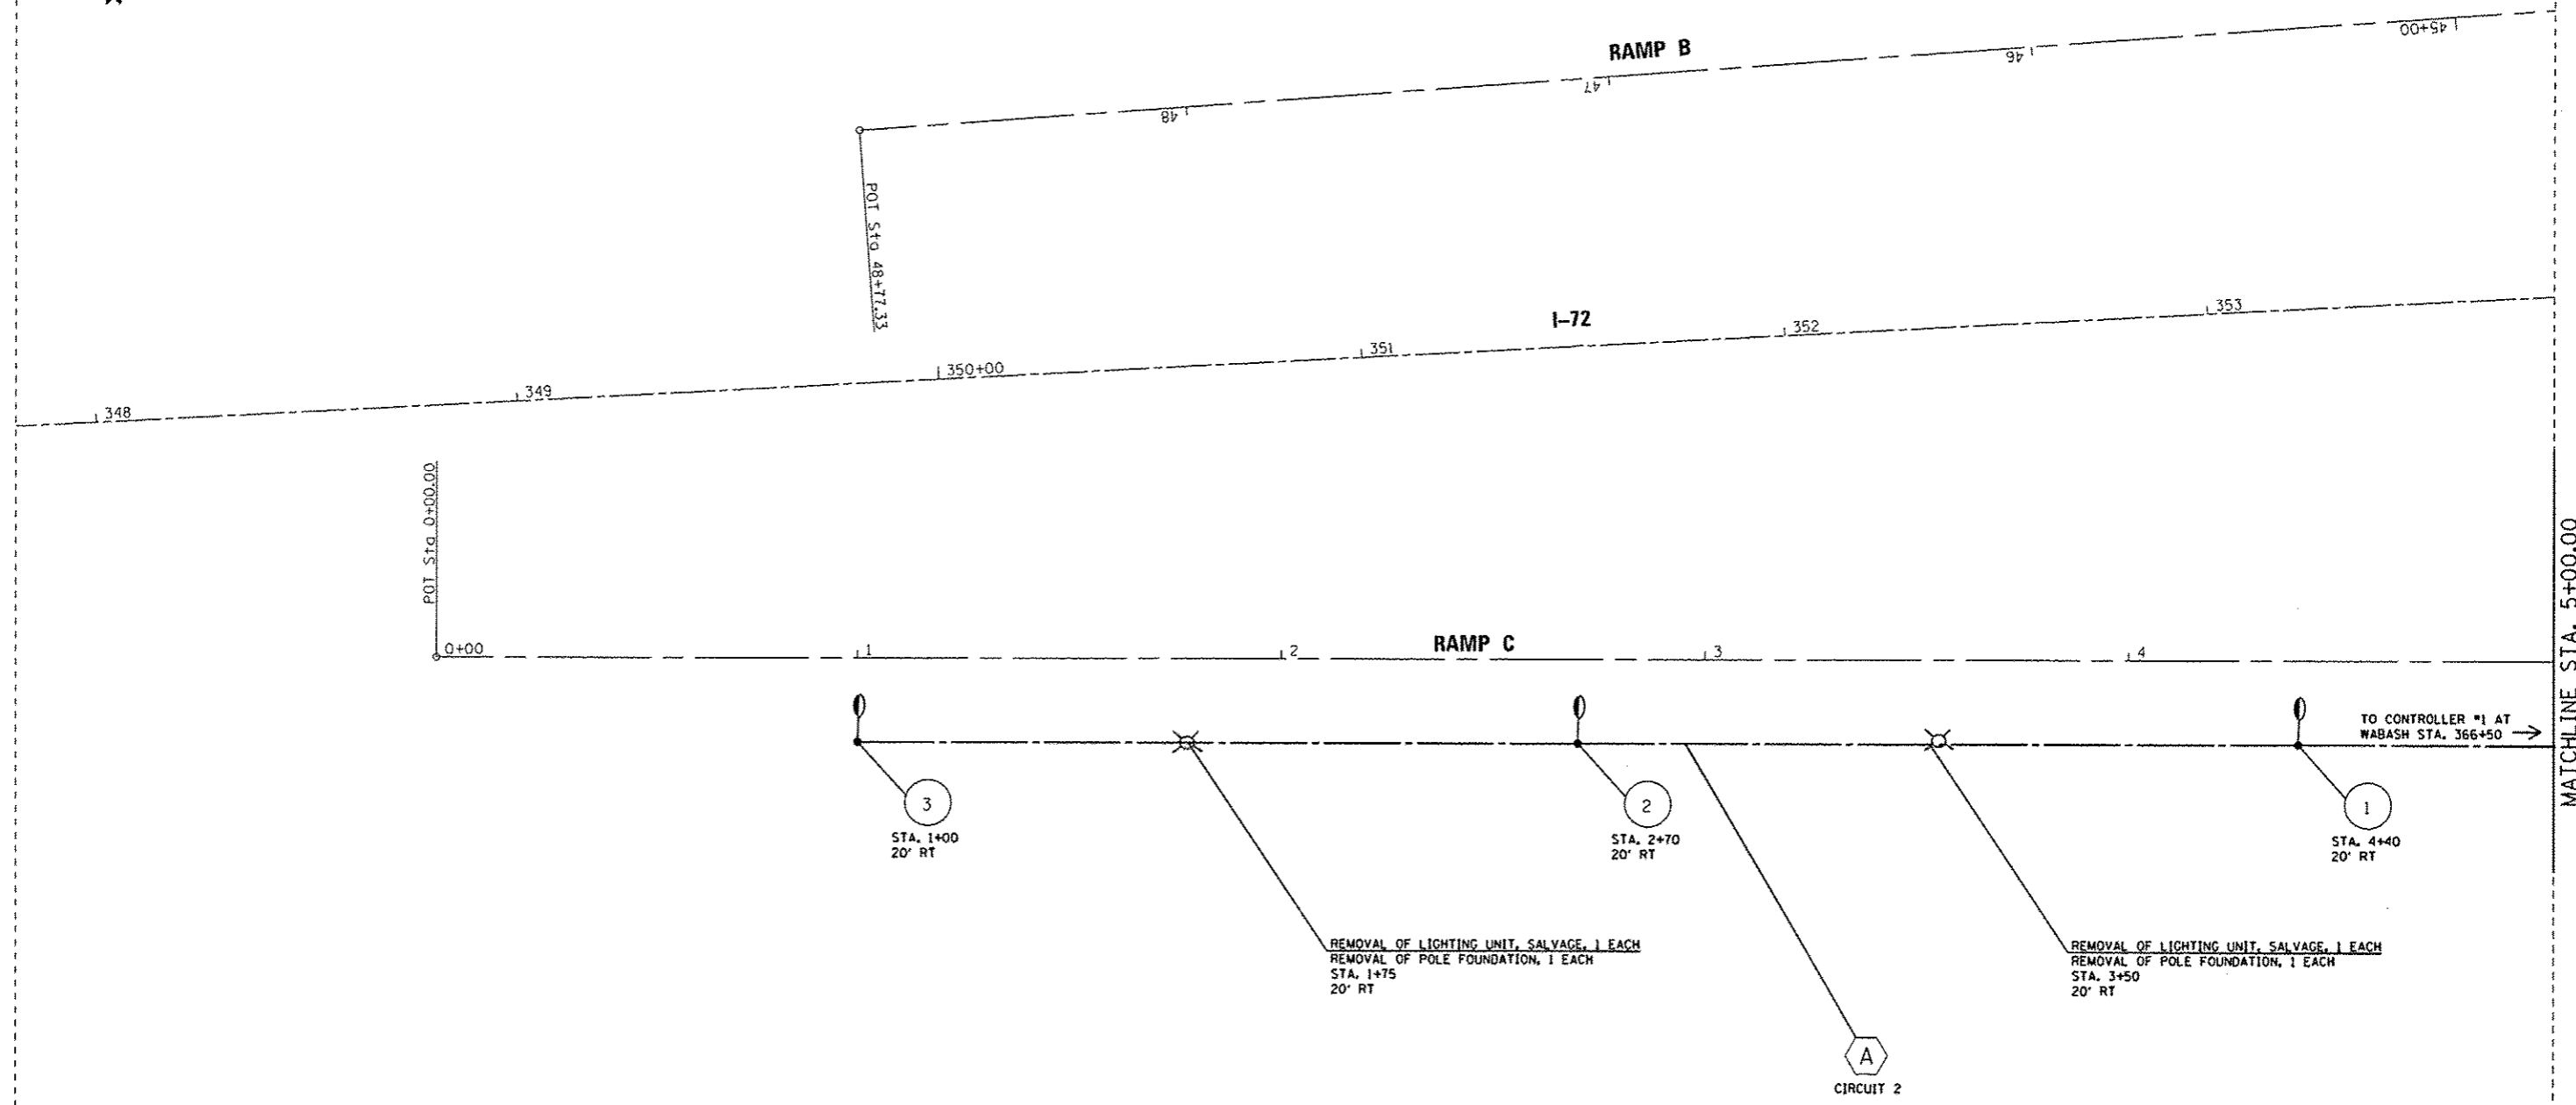 RAMP B
45+00
46
47
48
POT Sta 48+77.33
I-72
348
349
350+00
351
352
353
POT Sta 0+00.00
0+00
1
2
RAMP C
3
4
MATCHLINE STA. 5+00.00
TO CONTROLLER #1 AT
WABASH STA. 366+50
3
STA. 1+00
20' RT
2
STA. 2+70
20' RT
1
STA. 4+40
20' RT
REMOVAL OF LIGHTING UNIT, SALVAGE, 1 EACH
REMOVAL OF POLE FOUNDATION, 1 EACH
STA. 1+75
20' RT
REMOVAL OF LIGHTING UNIT, SALVAGE, 1 EACH
REMOVAL OF POLE FOUNDATION, 1 EACH
STA. 3+50
20' RT
A
CIRCUIT 2